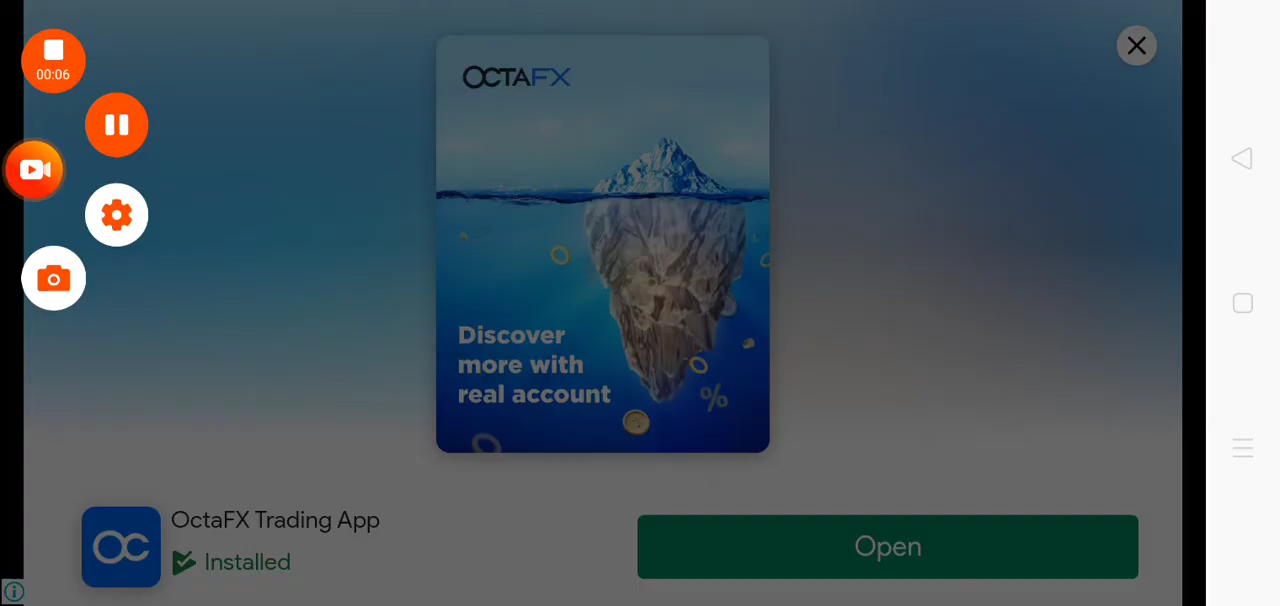 00:06
OCTAFX
Discover
more with
real account
%
OctaFX Trading App
Installed
Open